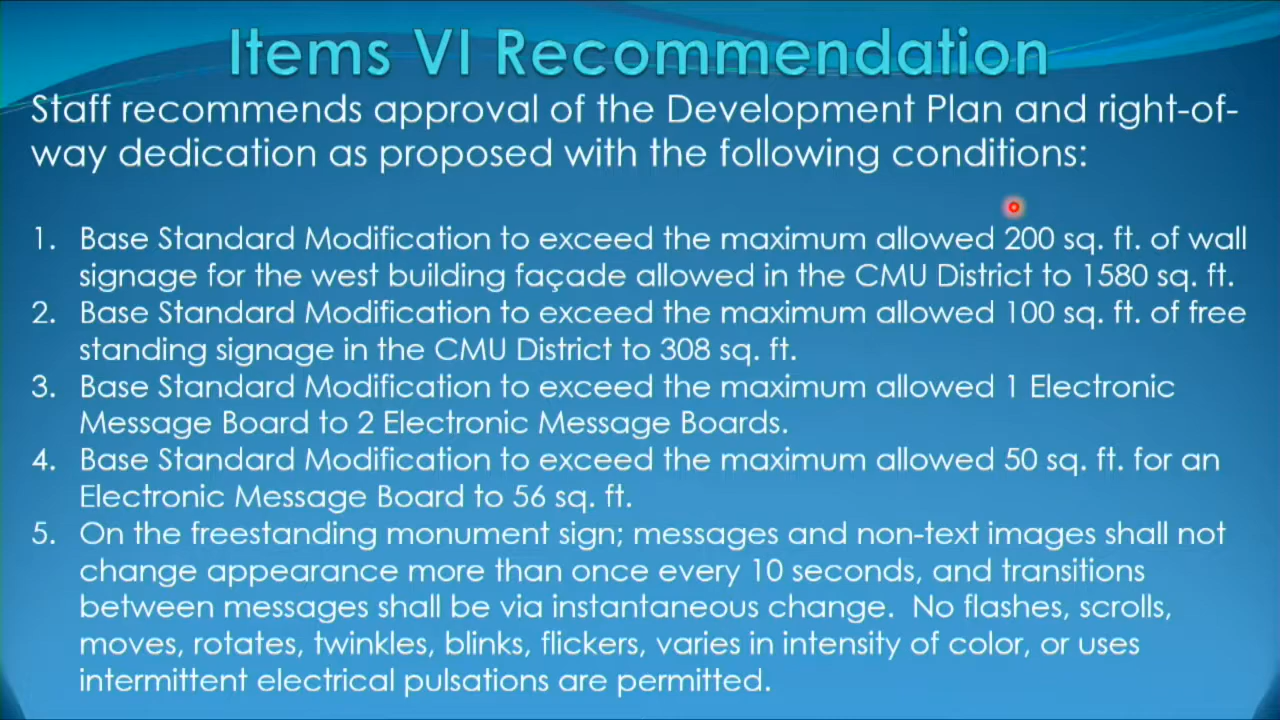 Items VI Recommendation
Staff recommends approval of the Development Plan and right-of-
way dedication as proposed with the following conditions:
1. Base Standard Modification to exceed the maximum allowed 200 sq. ft. of wall
signage for the west building façade allowed in the CMU District to 1580 sq. ft.
2. Base Standard Modification to exceed the maximum allowed 100 sq. ft. of free
standing signage in the CMU District to 308 sq. ft.
3. Base Standard Modification to exceed the maximum allowed 1 Electronic
Message Board to 2 Electronic Message Boards.
4. Base Standard Modification to exceed the maximum allowed 50 sq. ft. for an
Electronic Message Board to 56 sq. ft.
5. On the freestanding monument sign; messages and non-text images shall not
change appearance more than once every 10 seconds, and transitions
between messages shall be via instantaneous change. No flashes, scrolls,
moves, rotates, twinkles, blinks, flickers, varies in intensity of color, or uses
intermittent electrical pulsations are permitted.